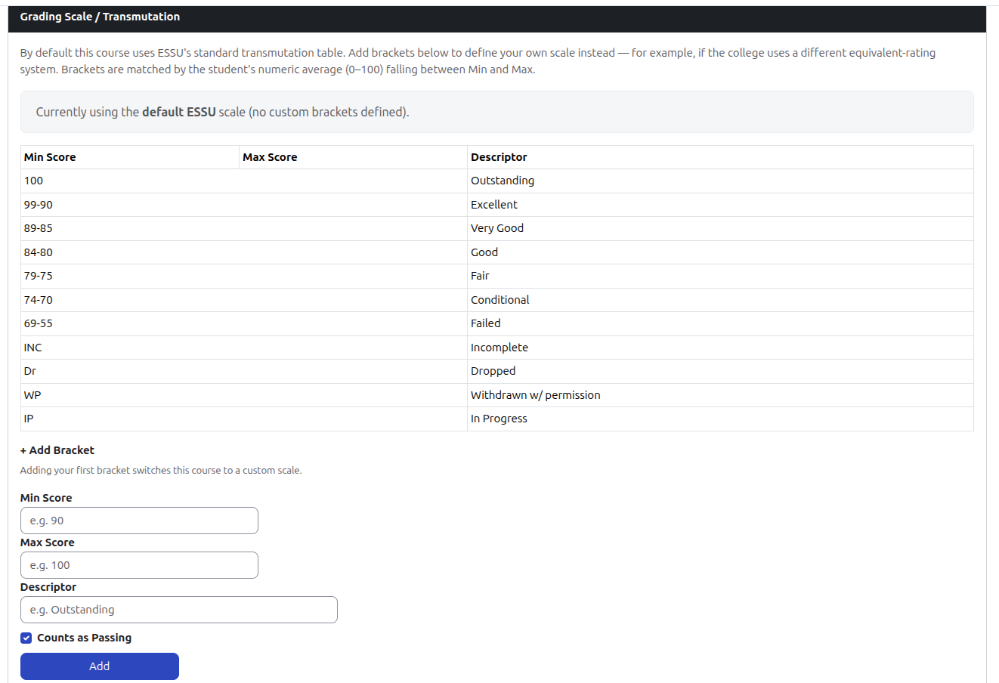 Grading Scale / Transmutation
By default this course uses ESSU's standard transmutation table. Add brackets below to define your own scale instead — for example, if the college uses a different equivalent-rating
system. Brackets are matched by the student's numeric average (0–100) falling between Min and Max.
Currently using the default ESSU scale (no custom brackets defined).
Min Score Max Score Descriptor
100 Outstanding
99-90 Excellent
89-85 Very Good
84-80 Good
79-75 Fair
74-70 Conditional
69-55 Failed
INC Incomplete
Dr Dropped
WP Withdrawn w/ permission
IP In Progress
+ Add Bracket
Adding your first bracket switches this course to a custom scale.
Min Score
e.g. 90
Max Score
e.g. 100
Descriptor
e.g. Outstanding
Counts as Passing
Add